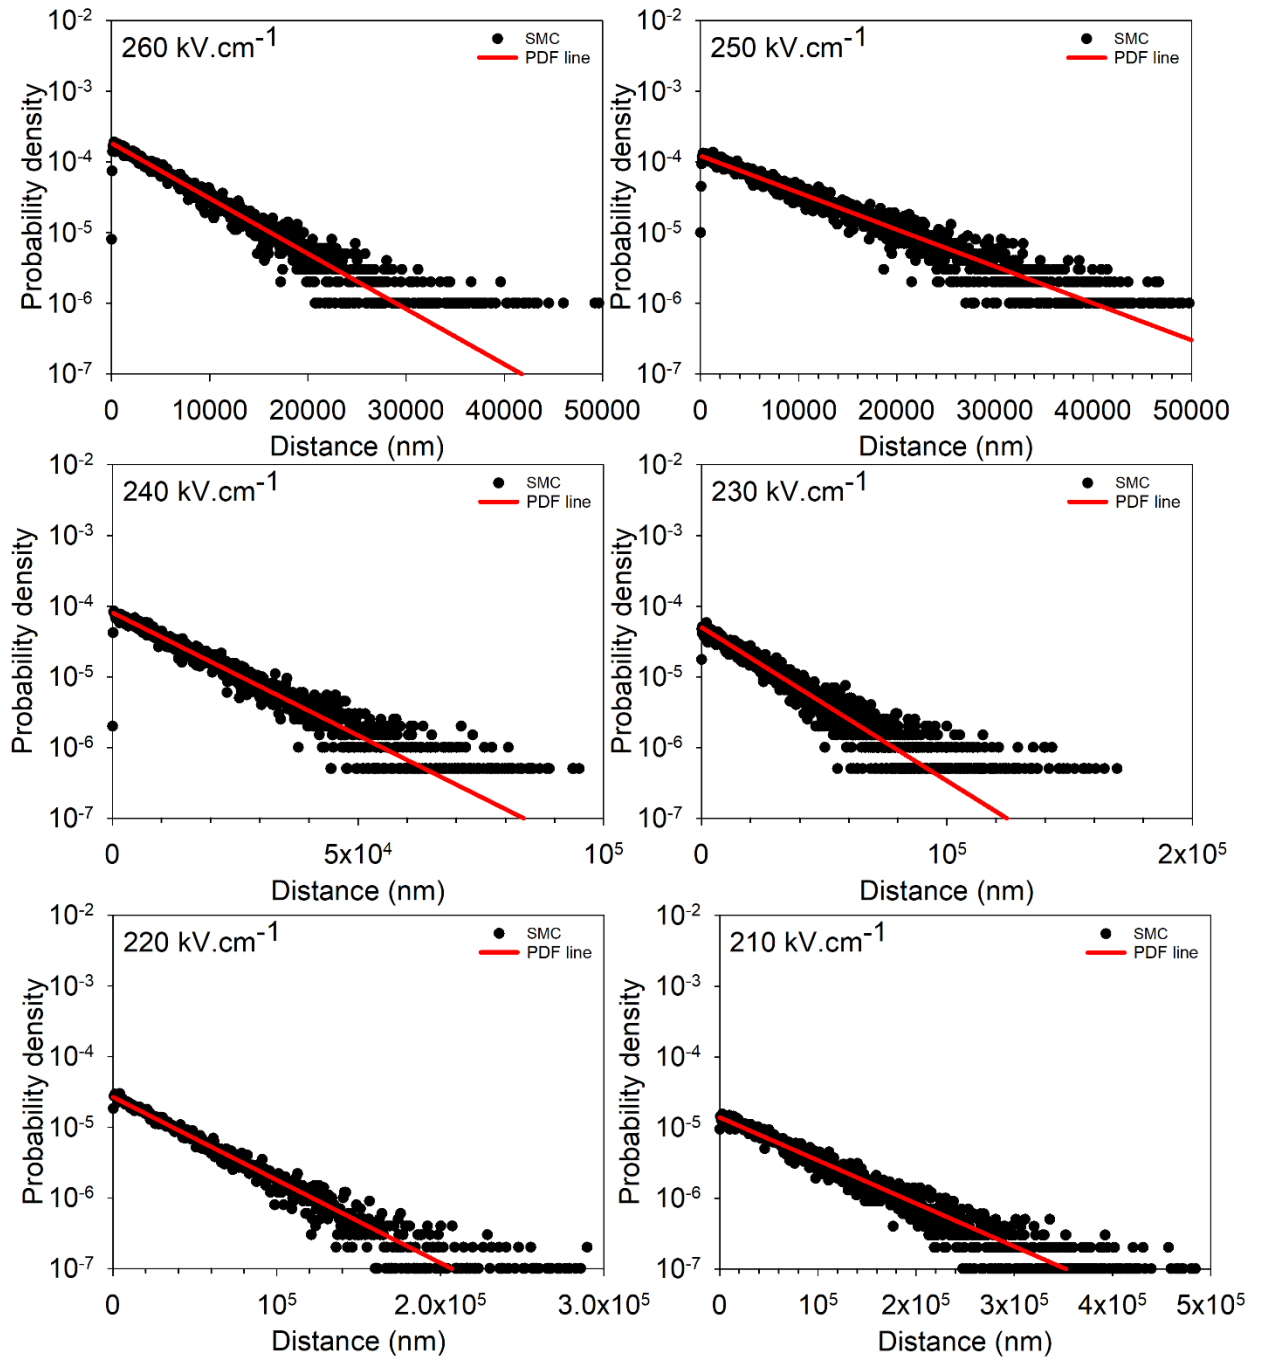 260 kV.cm⁻¹
SMC
PDF line
Probability density
10⁻²
10⁻³
10⁻⁴
10⁻⁵
10⁻⁶
10⁻⁷
0 10000 20000 30000 40000 50000
Distance (nm)
250 kV.cm⁻¹
SMC
PDF line
Probability density
10⁻²
10⁻³
10⁻⁴
10⁻⁵
10⁻⁶
10⁻⁷
0 10000 20000 30000 40000 50000
Distance (nm)
240 kV.cm⁻¹
SMC
PDF line
Probability density
10⁻²
10⁻³
10⁻⁴
10⁻⁵
10⁻⁶
10⁻⁷
0 5x10⁴ 10⁵
Distance (nm)
230 kV.cm⁻¹
SMC
PDF line
Probability density
10⁻²
10⁻³
10⁻⁴
10⁻⁵
10⁻⁶
10⁻⁷
0 10⁵ 2x10⁵
Distance (nm)
220 kV.cm⁻¹
SMC
PDF line
Probability density
10⁻²
10⁻³
10⁻⁴
10⁻⁵
10⁻⁶
10⁻⁷
0 10⁵ 2.0x10⁵ 3.0x10⁵
Distance (nm)
210 kV.cm⁻¹
SMC
PDF line
Probability density
10⁻²
10⁻³
10⁻⁴
10⁻⁵
10⁻⁶
10⁻⁷
0 10⁵ 2x10⁵ 3x10⁵ 4x10⁵ 5x10⁵
Distance (nm)